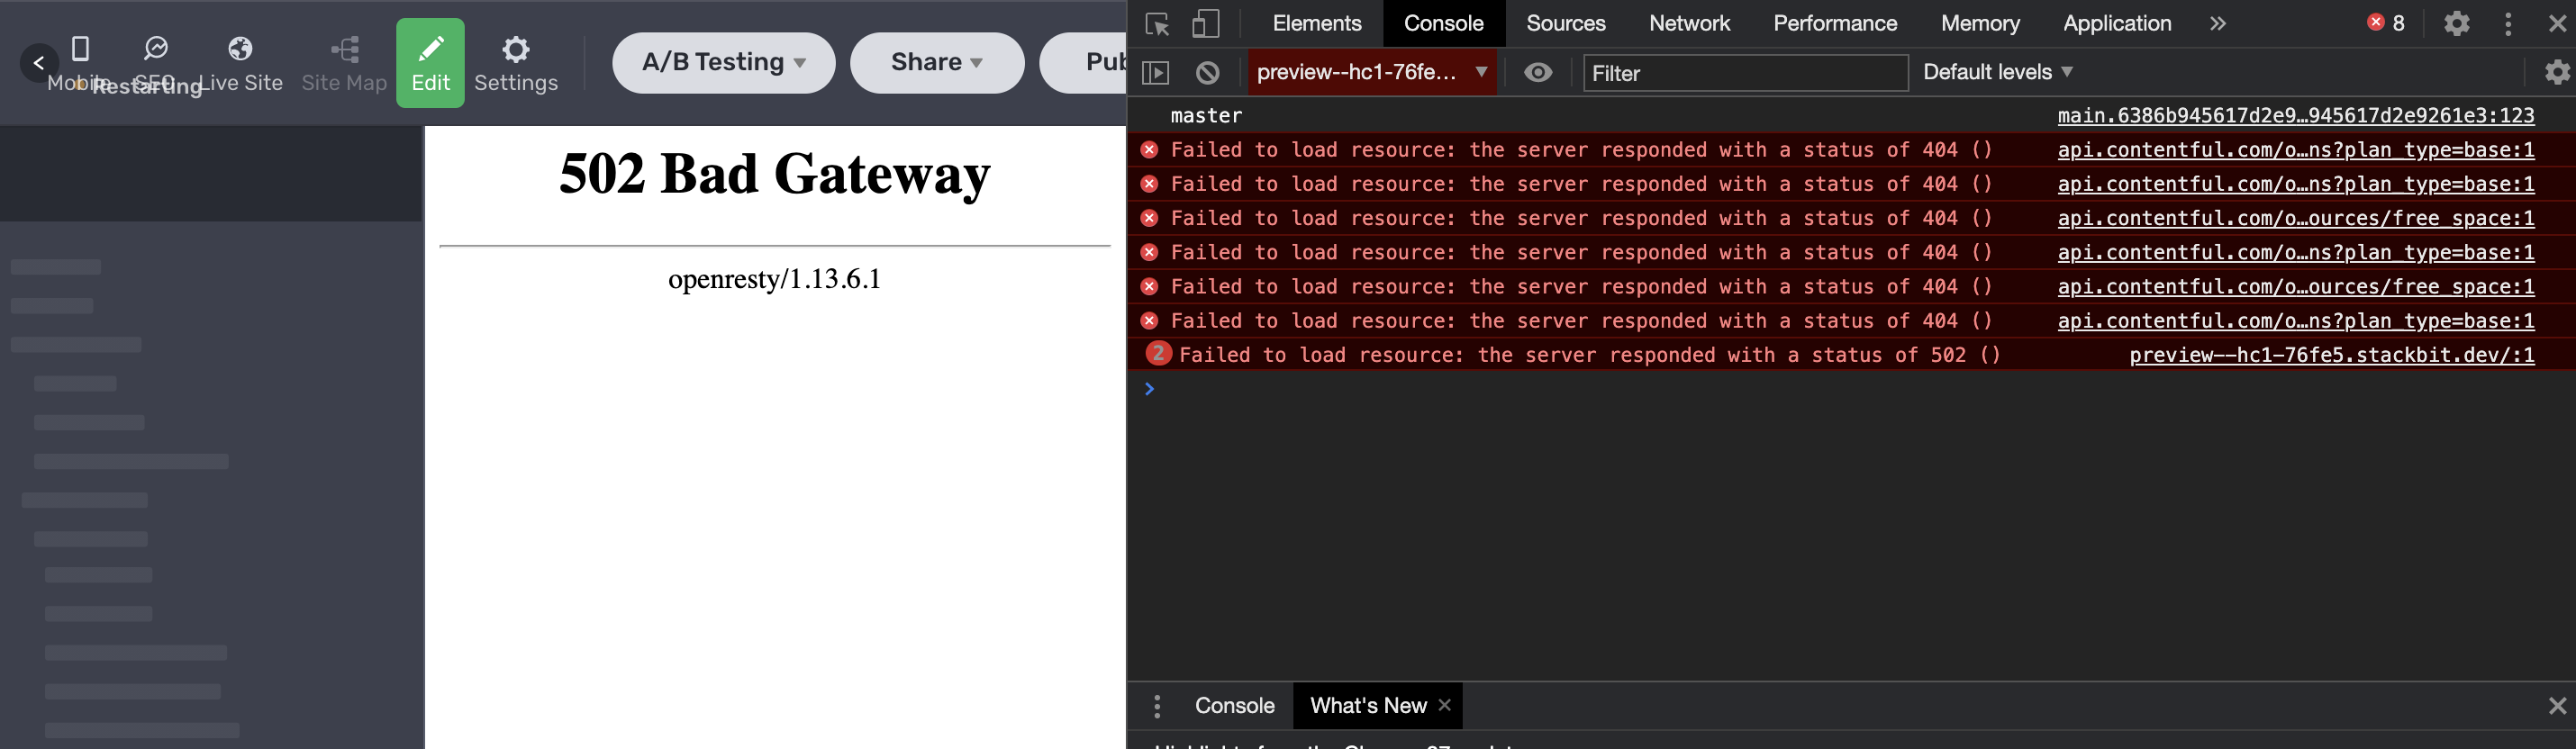 Mobile SEO Live Site Site Map Edit Settings
Restarting
A/B Testing Share Pub
502 Bad Gateway
openresty/1.13.6.1
Elements Console Sources Network Performance Memory Application 8
preview--hc1-76fe... Filter Default levels
master main.6386b945617d2e9…945617d2e9261e3:123
Failed to load resource: the server responded with a status of 404 () api.contentful.com/o…ns?plan_type=base:1
Failed to load resource: the server responded with a status of 404 () api.contentful.com/o…ns?plan_type=base:1
Failed to load resource: the server responded with a status of 404 () api.contentful.com/o…ources/free_space:1
Failed to load resource: the server responded with a status of 404 () api.contentful.com/o…ns?plan_type=base:1
Failed to load resource: the server responded with a status of 404 () api.contentful.com/o…ources/free_space:1
Failed to load resource: the server responded with a status of 404 () api.contentful.com/o…ns?plan_type=base:1
2 Failed to load resource: the server responded with a status of 502 () preview--hc1-76fe5.stackbit.dev/:1
Console What's New